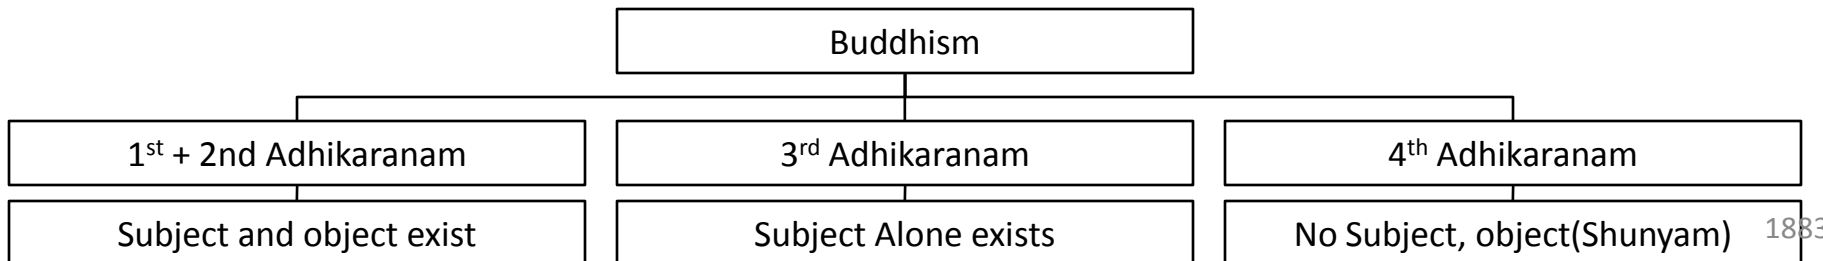 Buddhism
1st + 2nd Adhikaranam
3rd Adhikaranam
4th Adhikaranam
Subject and object exist
Subject Alone exists
No Subject, object(Shunyam)
1883